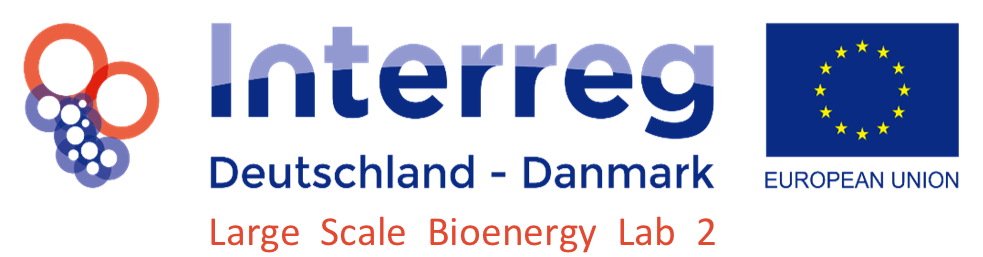 Interreg
Deutschland - Danmark
Large Scale Bioenergy Lab 2
EUROPEAN UNION